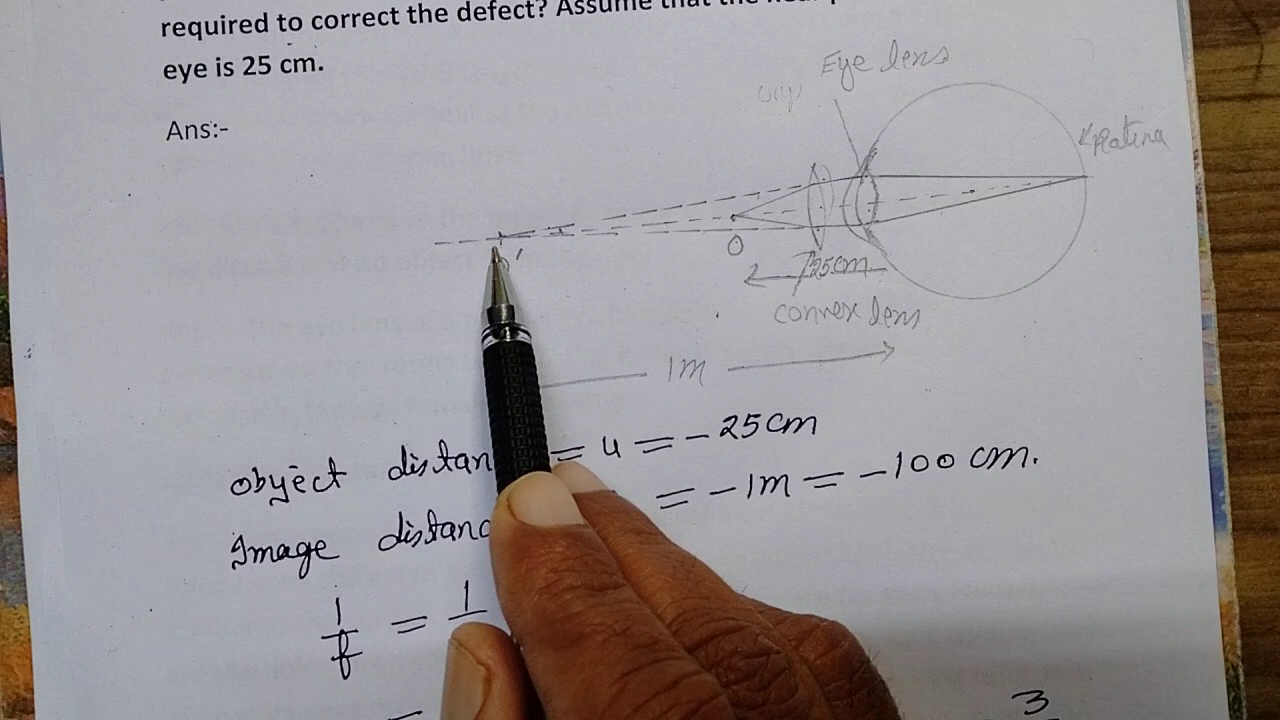 required to correct the defect? Assume that the near
eye is 25 cm.
Ans:-
Eye lens
Ratina
O
O'
25cm
convex lens
1m
object distan = u = - 25cm
Image distanc = -1m = -100 cm.
1/f = 1
=
3